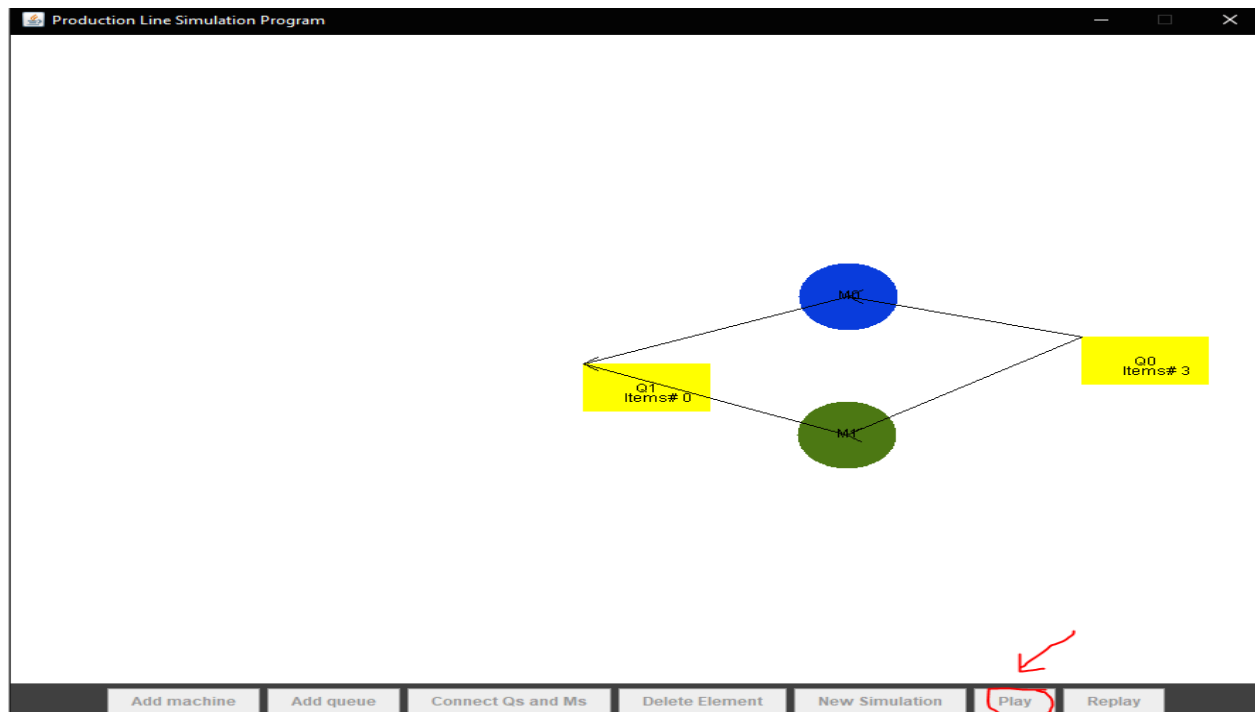 Production Line Simulation Program
M0
Q0
Items# 3
Q1
Items# 0
M1
Add machine
Add queue
Connect Qs and Ms
Delete Element
New Simulation
Play
Replay